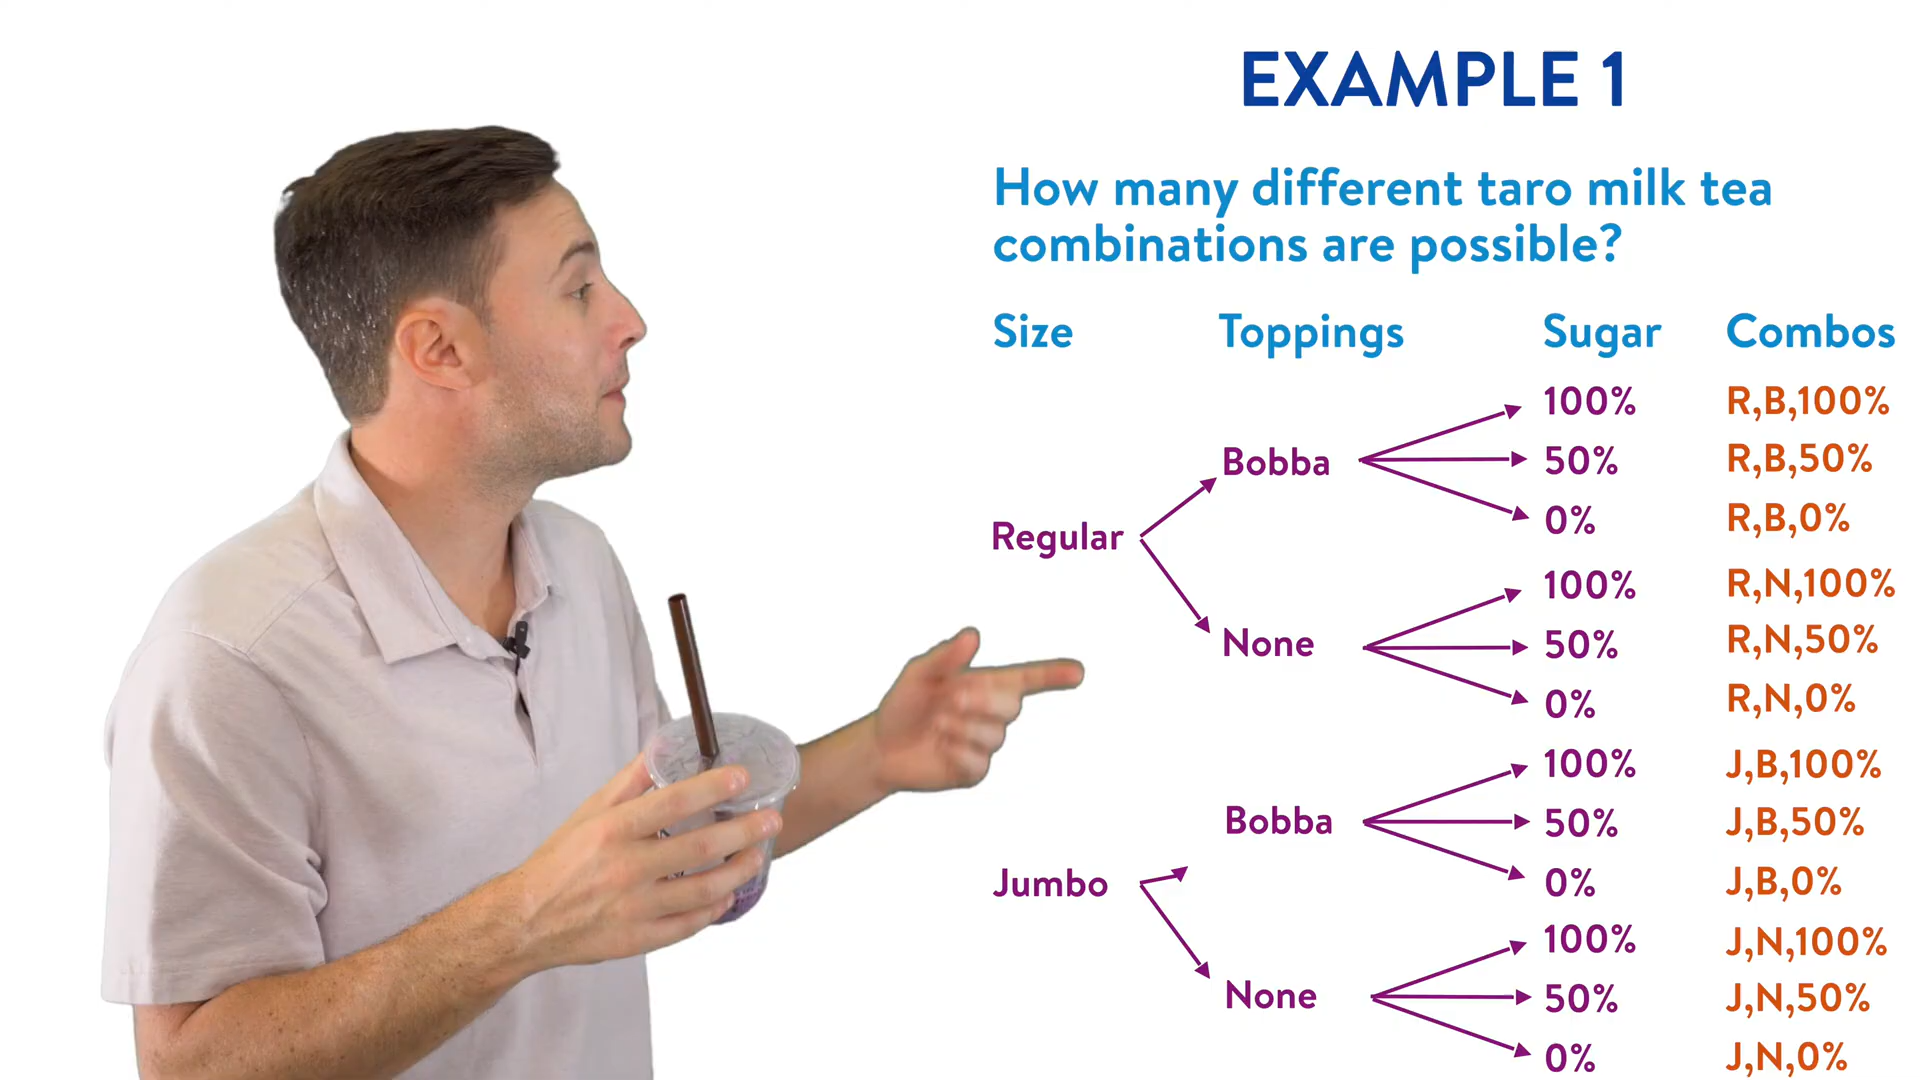 EXAMPLE 1
How many different taro milk tea
combinations are possible?
Size Toppings Sugar Combos
100% R,B,100%
Bobba 50% R,B,50%
0% R,B,0%
Regular
100% R,N,100%
None 50% R,N,50%
0% R,N,0%
100% J,B,100%
Bobba 50% J,B,50%
Jumbo 0% J,B,0%
100% J,N,100%
None 50% J,N,50%
0% J,N,0%